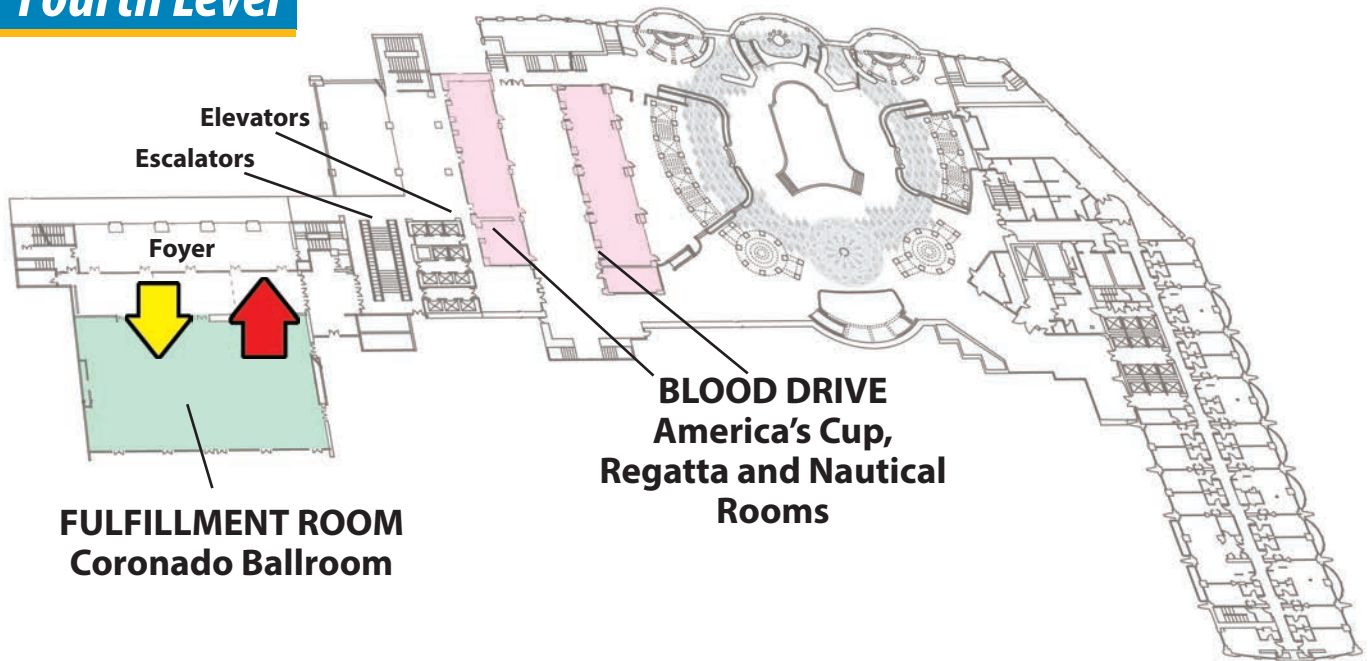 Fourth Level
Elevators
Escalators
Foyer
BLOOD DRIVE
America's Cup,
Regatta and Nautical
Rooms
FULFILLMENT ROOM
Coronado Ballroom